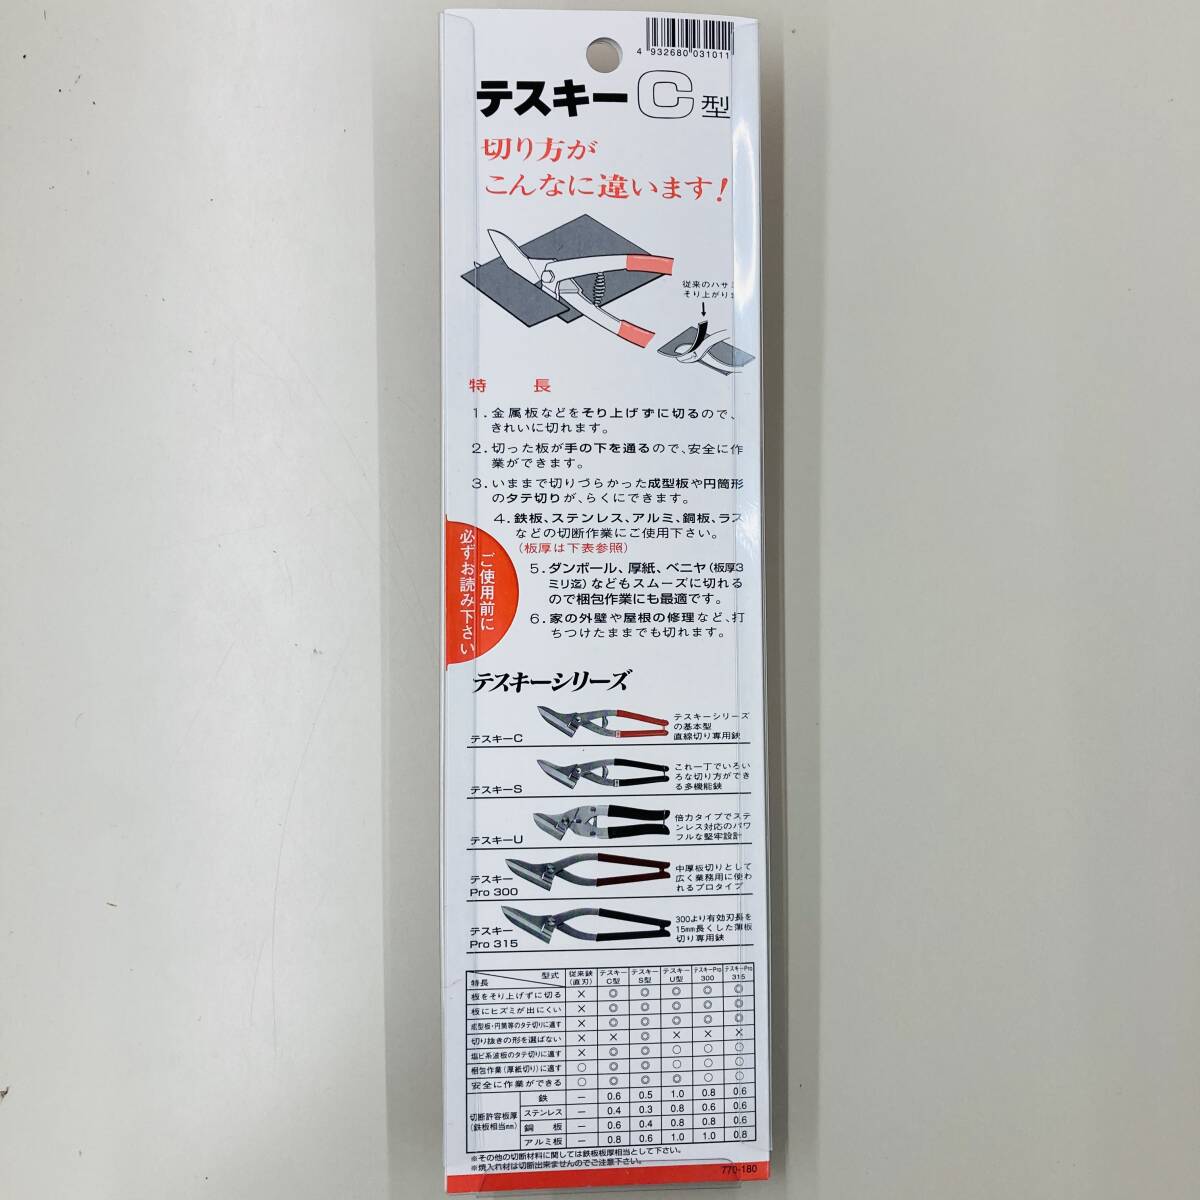 4 932680 031011
テスキー C 型
切り方が
こんなに違います!
従来のハサミ
そり上がり
特 長
1.金属板などをそり上げずに切るので、
きれいに切れます。
2.切った板が手の下を通るので、安全に作
業ができます。
3.いままで切りづらかった成型板や円筒形
のタテ切りが、らくにできます。
4.鉄板、ステンレス、アルミ、銅板、ラス
などの切断作業にご使用下さい。
(板厚は下表参照)
5.ダンボール、厚紙、ベニヤ(板厚3
ミリ迄)などもスムーズに切れる
ので梱包作業にも最適です。
6.家の外壁や屋根の修理など、打
ちつけたままでも切れます。
ご使用前に
必ずお読み下さい
テスキーシリーズ
テスキーC
テスキーシリーズ
の基本型
直線切り専用鋏
テスキーS
これ一丁でいろい
ろな切り方ができ
る多機能鋏
テスキーU
倍力タイプでステ
ンレス対応のパワ
フルな堅牢設計
テスキー
Pro 300
中厚板切りとして
広く業務用に使わ
れるプロタイプ
テスキー
Pro 315
300より有効刃長を
15mm長くした薄板
切り専用鋏
特長 型式 従来鋏(直刃) テスキーC型 テスキーS型 テスキーU型 テスキーPro300 テスキーPro315
板をそり上げずに切る × ◎ ◎ ◎ ◎ ◎
板にヒズミが出にくい × ◎ ◎ ◎ ◎ ◎
成型板・円筒等のタテ切りに適す × ◎ ◎ ◎ ◎ ◎
切り抜きの形を選ばない × × ◎ × × ×
塩ビ系波板のタテ切りに適す × ◎ ◎ ○ ○ ○
梱包作業(厚紙切り)に適す ○ ◎ ◎ ○ ○ ○
安全に作業ができる ○ ◎ ◎ ◎ ○ ○
切断許容板厚(鉄板相当mm)
鉄 − 0.6 0.5 1.0 0.8 0.6
ステンレス − 0.4 0.3 0.8 0.6 0.6
銅 板 − 0.6 0.4 0.8 0.8 0.6
アルミ板 − 0.8 0.6 1.0 1.0 0.8
※その他の切断材料に関しては鉄板板厚相当として下さい。
※焼入れ材は切断出来ませんのでご注意下さい。
770-180